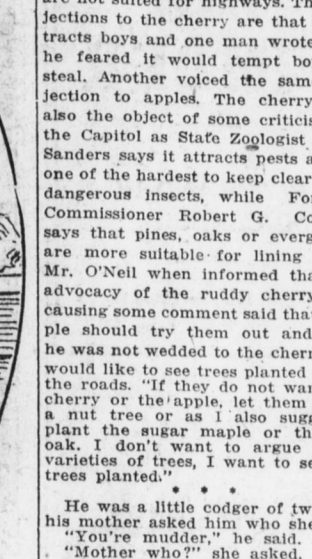 are not suited for highways. Th
jections to the cherry are that
tracts boys and one man wrote
he feared it would tempt bo
steal. Another voiced the sam
jection to apples. The cherry
also the object of some criticis
the Capitol as State Zoologist
Sanders says it attracts pests a
one of the hardest to keep clear
dangerous insects, while Fo
Commissioner Robert G. Co
says that pines, oaks or everg
are more suitable for lining
Mr. O'Neil when informed tha
advocacy of the ruddy cherry
causing some comment said tha
ple should try them out and
he was not wedded to the cherr
would like to see trees planted
the roads. "If they do not wan
cherry or the apple, let them
a nut tree or as I also sugg
plant the sugar maple or th
oak. I don't want to argue
varieties of trees, I want to se
trees planted."
* * *
He was a little codger of tw
his mother asked him who she
"You're mudder," he said.
"Mother who?" she asked.